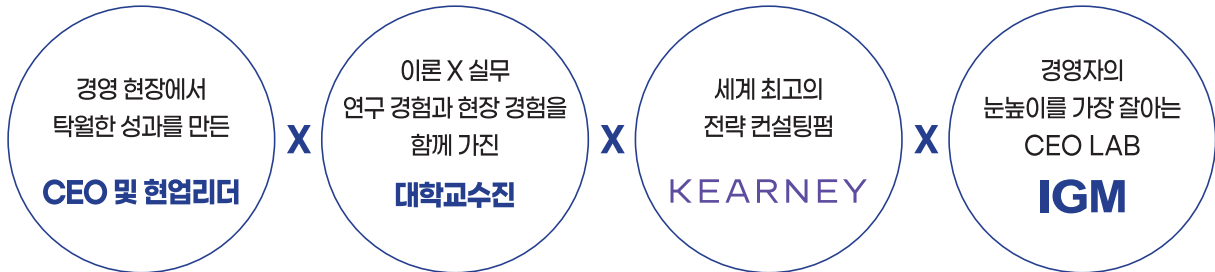 경영 현장에서
탁월한 성과를 만든
CEO 및 현업리더
X
이론 X 실무
연구 경험과 현장 경험을
함께 가진
대학교수진
X
세계 최고의
전략 컨설팅펌
KEARNEY
X
경영자의
눈높이를 가장 잘아는
CEO LAB
IGM